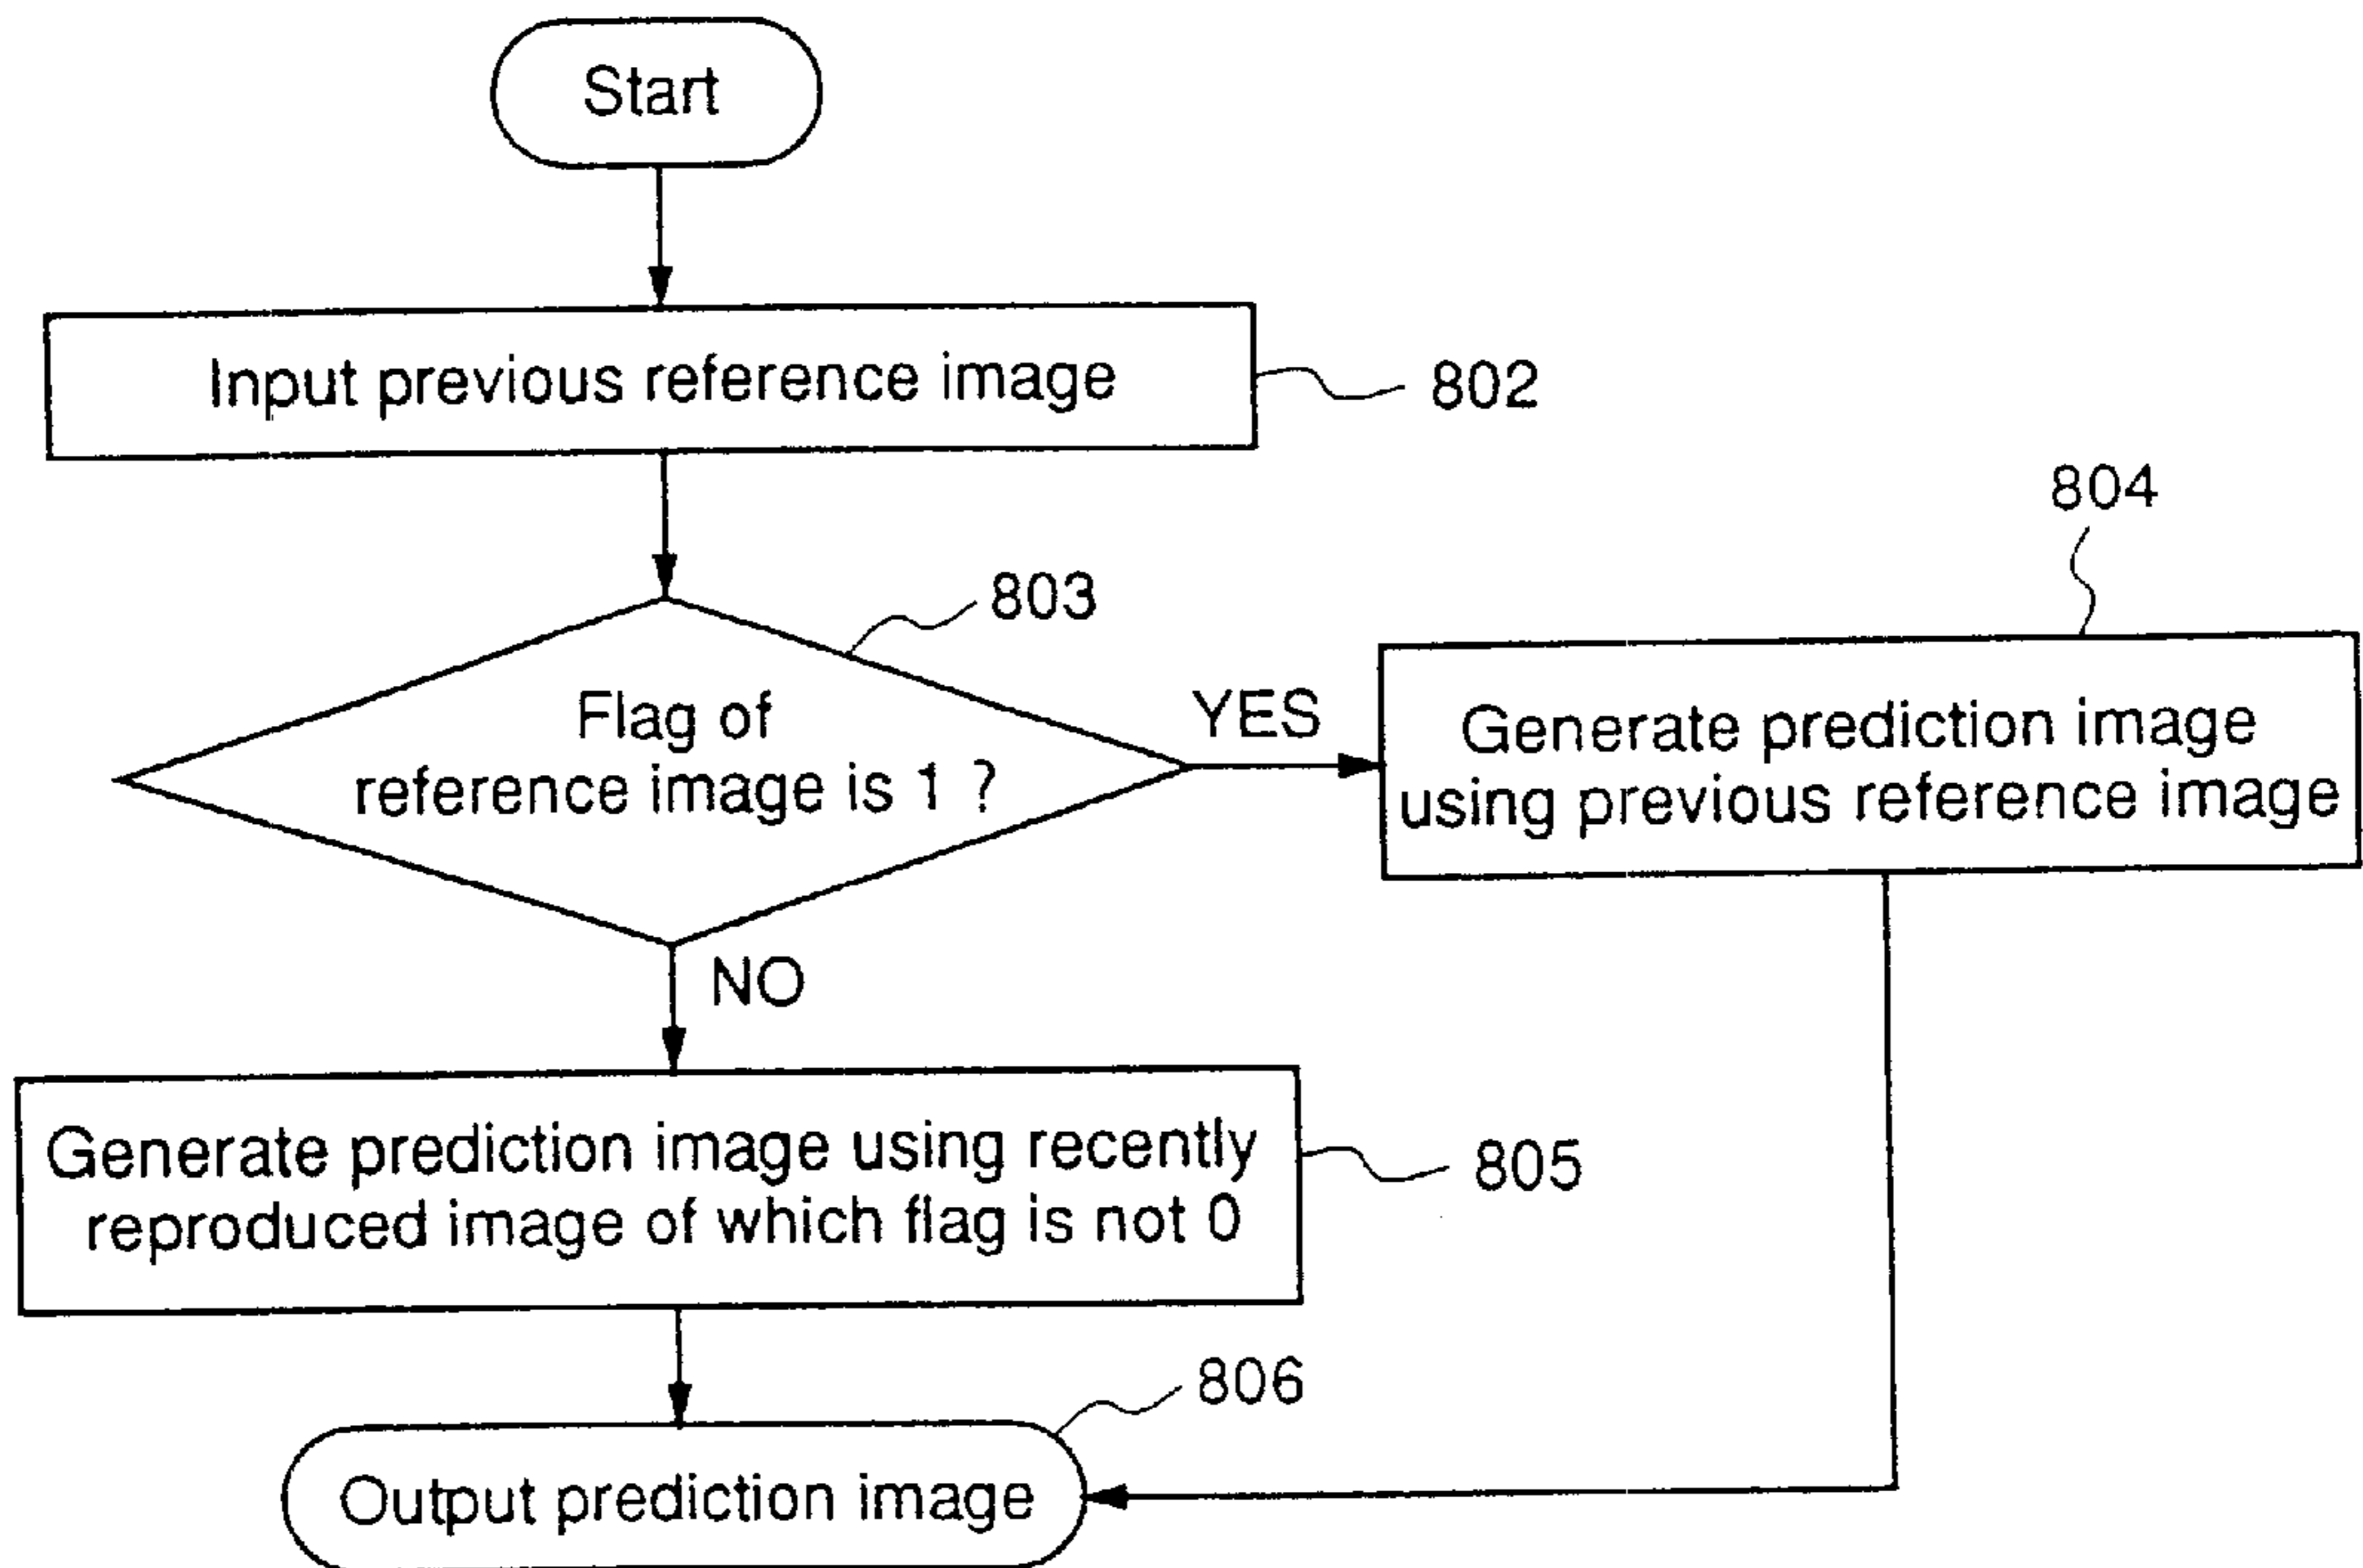 Start
Input previous reference image
802
803
804
Flag of
reference image is 1 ?
YES
Generate prediction image
using previous reference image
NO
Generate prediction image using recently
reproduced image of which flag is not 0
805
806
Output prediction image